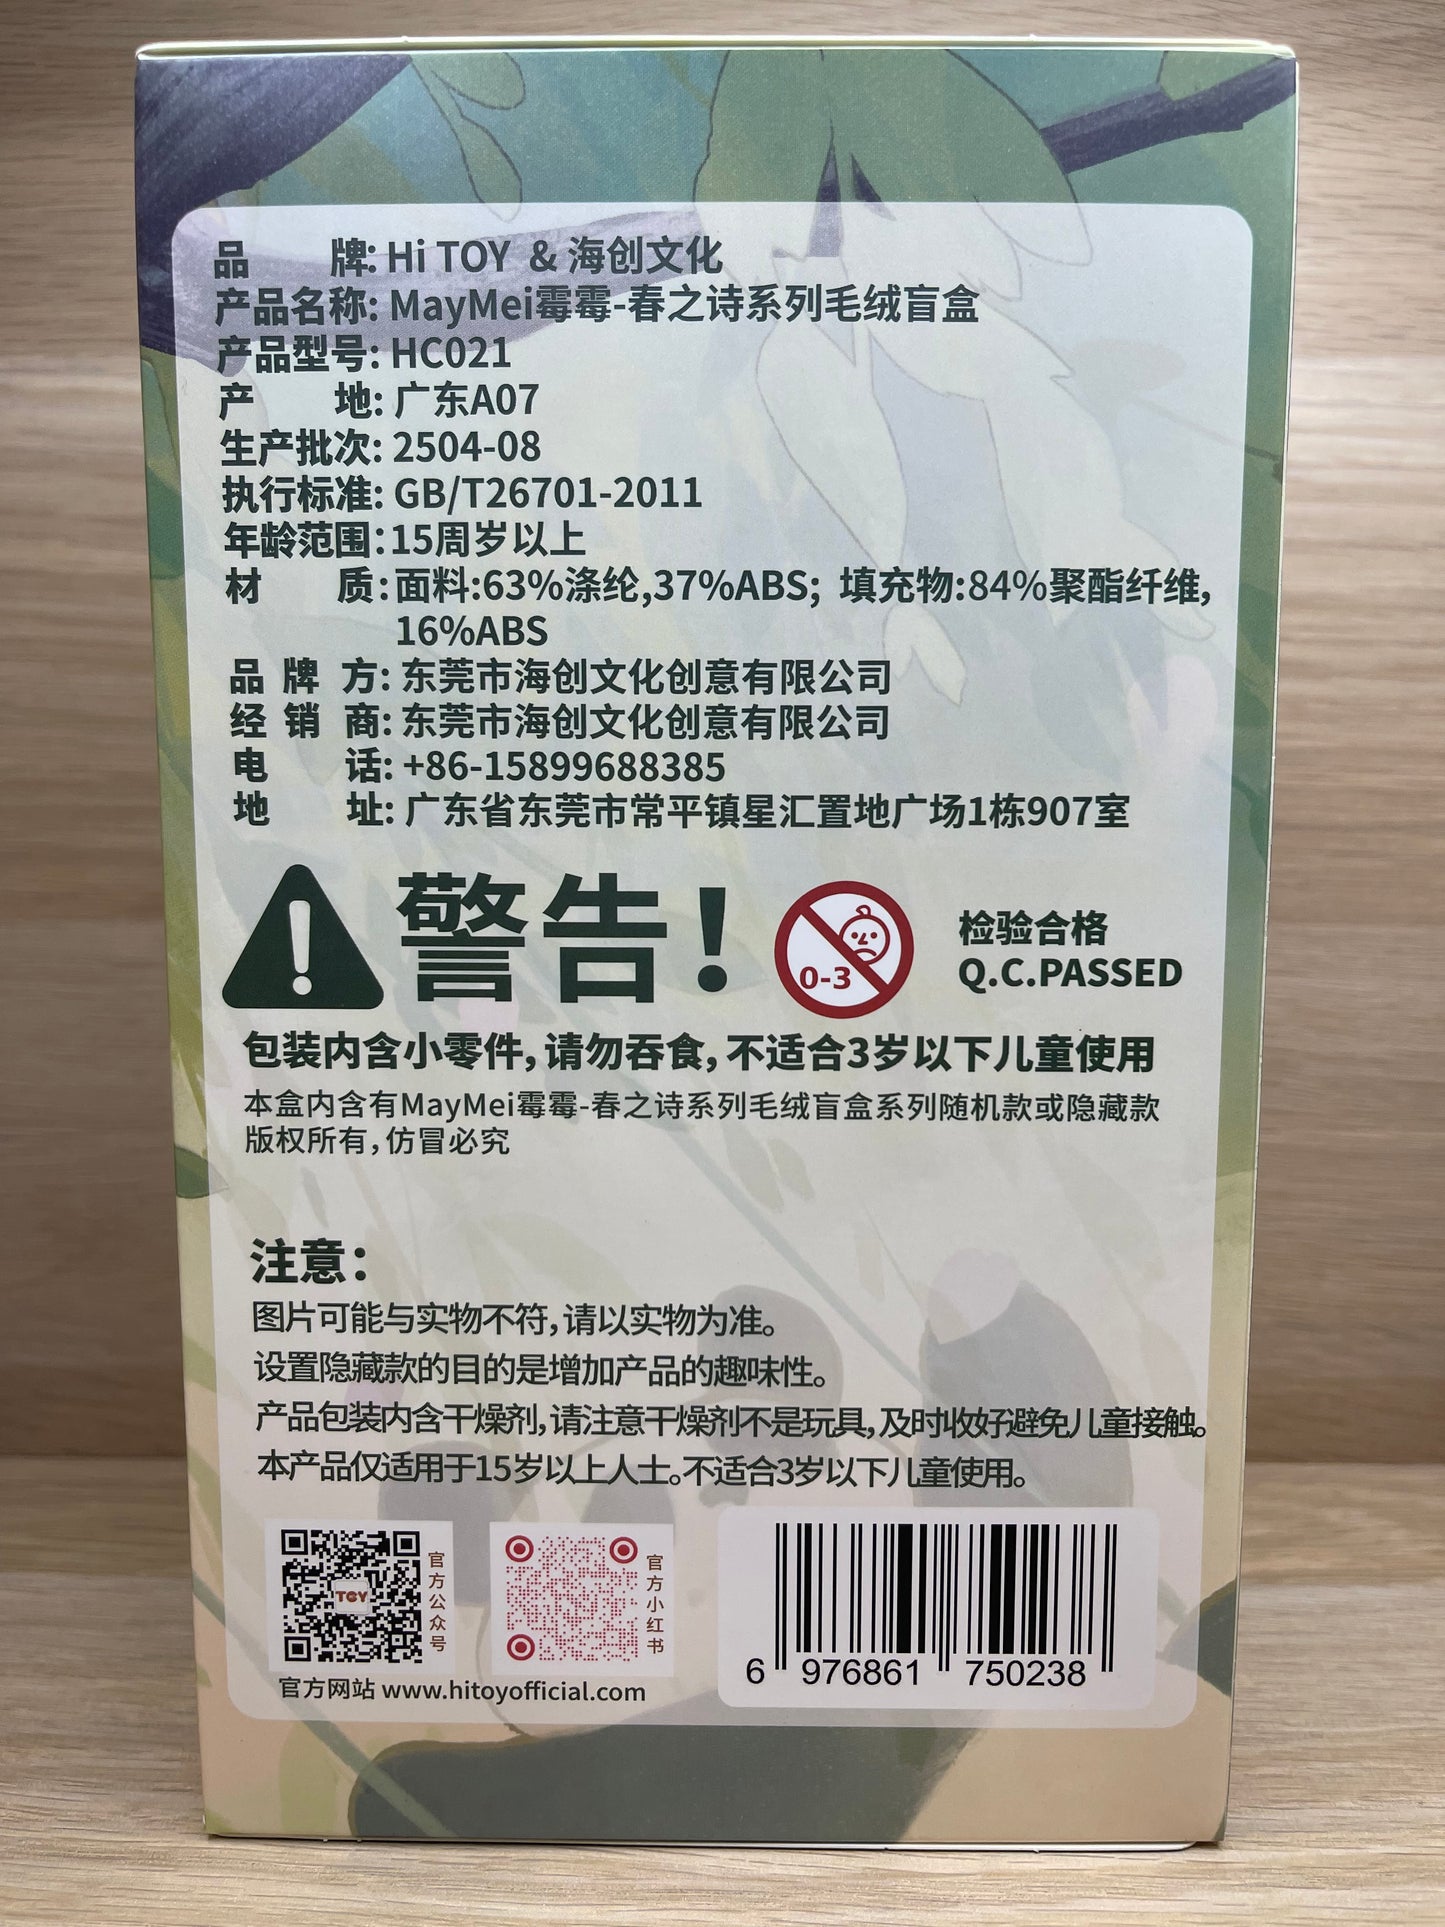 品 牌: Hi TOY & 海创文化
产品名称: MayMei霉霉-春之诗系列毛绒盲盒
产品型号: HC021
产 地: 广东A07
生产批次: 2504-08
执行标准: GB/T26701-2011
年龄范围: 15周岁以上
材 质: 面料:63%涤纶,37%ABS; 填充物:84%聚酯纤维,
16%ABS
品 牌 方: 东莞市海创文化创意有限公司
经 销 商: 东莞市海创文化创意有限公司
电 话: +86-15899688385
地 址: 广东省东莞市常平镇星汇置地广场1栋907室
警告!
0-3
检验合格
Q.C.PASSED
包装内含小零件,请勿吞食,不适合3岁以下儿童使用
本盒内含有MayMei霉霉-春之诗系列毛绒盲盒系列随机款或隐藏款
版权所有,仿冒必究
注意:
图片可能与实物不符,请以实物为准。
设置隐藏款的目的是增加产品的趣味性。
产品包装内含干燥剂,请注意干燥剂不是玩具,及时收好避免儿童接触。
本产品仅适用于15岁以上人士。不适合3岁以下儿童使用。
TOY
官方公众号
官方小红书
官方网站 www.hitoyofficial.com
6 976861 750238